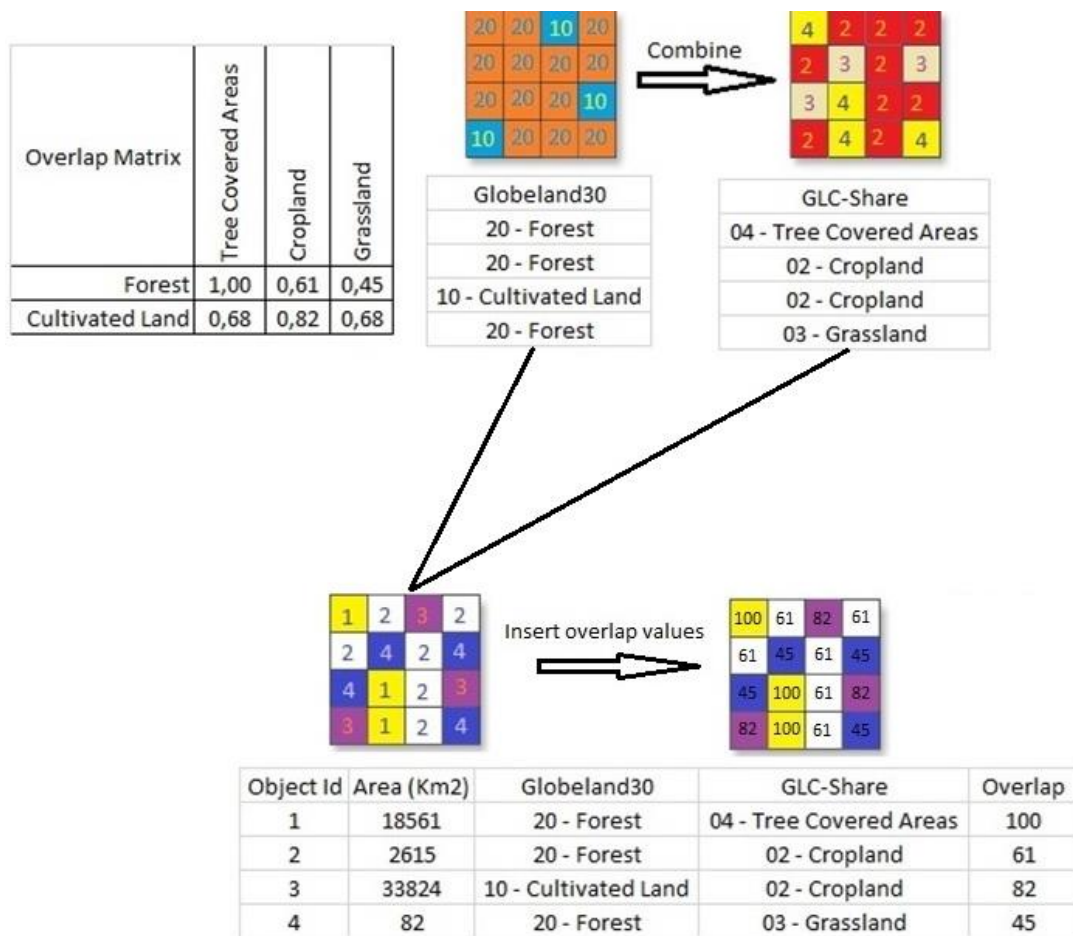 Overlap Matrix Tree Covered Areas Cropland Grassland
Forest 1,00 0,61 0,45
Cultivated Land 0,68 0,82 0,68
20 20 10 20
20 20 20 20
20 20 20 10
10 20 20 20
Combine
4 2 2 2
2 3 2 3
3 4 2 2
2 4 2 4
Globeland30
20 - Forest
20 - Forest
10 - Cultivated Land
20 - Forest
GLC-Share
04 - Tree Covered Areas
02 - Cropland
02 - Cropland
03 - Grassland
1 2 3 2
2 4 2 4
4 1 2 3
3 1 2 4
Insert overlap values
100 61 82 61
61 45 61 45
45 100 61 82
82 100 61 45
Object Id Area (Km2) Globeland30 GLC-Share Overlap
1 18561 20 - Forest 04 - Tree Covered Areas 100
2 2615 20 - Forest 02 - Cropland 61
3 33824 10 - Cultivated Land 02 - Cropland 82
4 82 20 - Forest 03 - Grassland 45